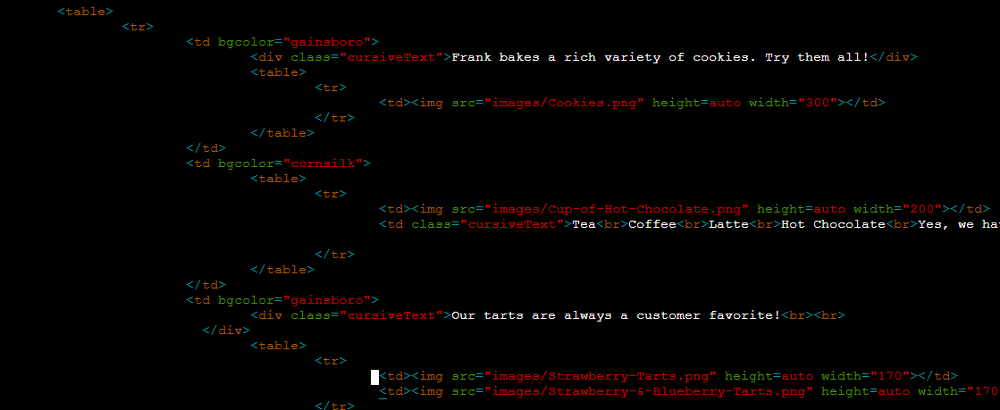 <table>
<tr>
<td bgcolor="gainsboro">
<div class="cursiveText">Frank bakes a rich variety of cookies. Try them all!</div>
<table>
<tr>
<td><img src="images/Cookies.png" height=auto width="300"></td>
</tr>
</table>
</td>
<td bgcolor="cornsilk">
<table>
<tr>
<td><img src="images/Cup-of-Hot-Chocolate.png" height=auto width="200"></td>
<td class="cursiveText">Tea<br>Coffee<br>Latte<br>Hot Chocolate<br>Yes, we ha
</tr>
</table>
</td>
<td bgcolor="gainsboro">
<div class="cursiveText">Our tarts are always a customer favorite!<br><br>
</div>
<table>
<tr>
<td><img src="images/Strawberry-Tarts.png" height=auto width="170"></td>
<td><img src="images/Strawberry-&-Blueberry-Tarts.png" height=auto width="170
</tr>